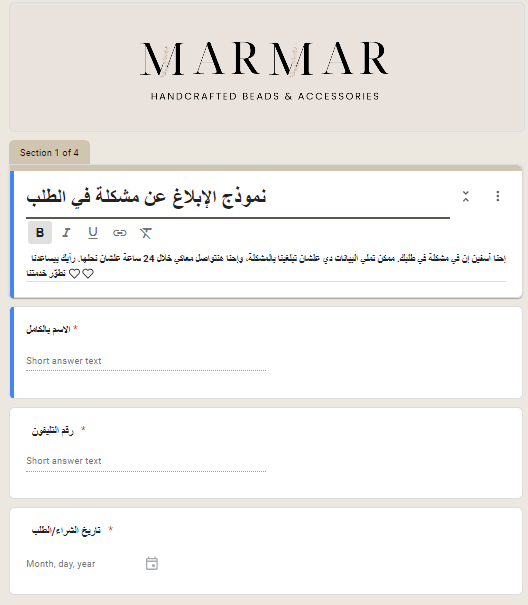 MARMAR
HANDCRAFTED BEADS & ACCESSORIES
Section 1 of 4
نموذج الإبلاغ عن مشكلة في الطلب
B I U
إحنا آسفين إن في مشكلة في طلبك. ممكن تملي البيانات دي علشان تبلغينا بالمشكلة، وإحنا هنتواصل معاكي خلال 24 ساعة علشان نحلها. رأيك بيساعدنا
نطوّر خدمتنا ♡♡
الاسم بالكامل *
Short answer text
رقم التليفون *
Short answer text
تاريخ الشراء/الطلب *
Month, day, year